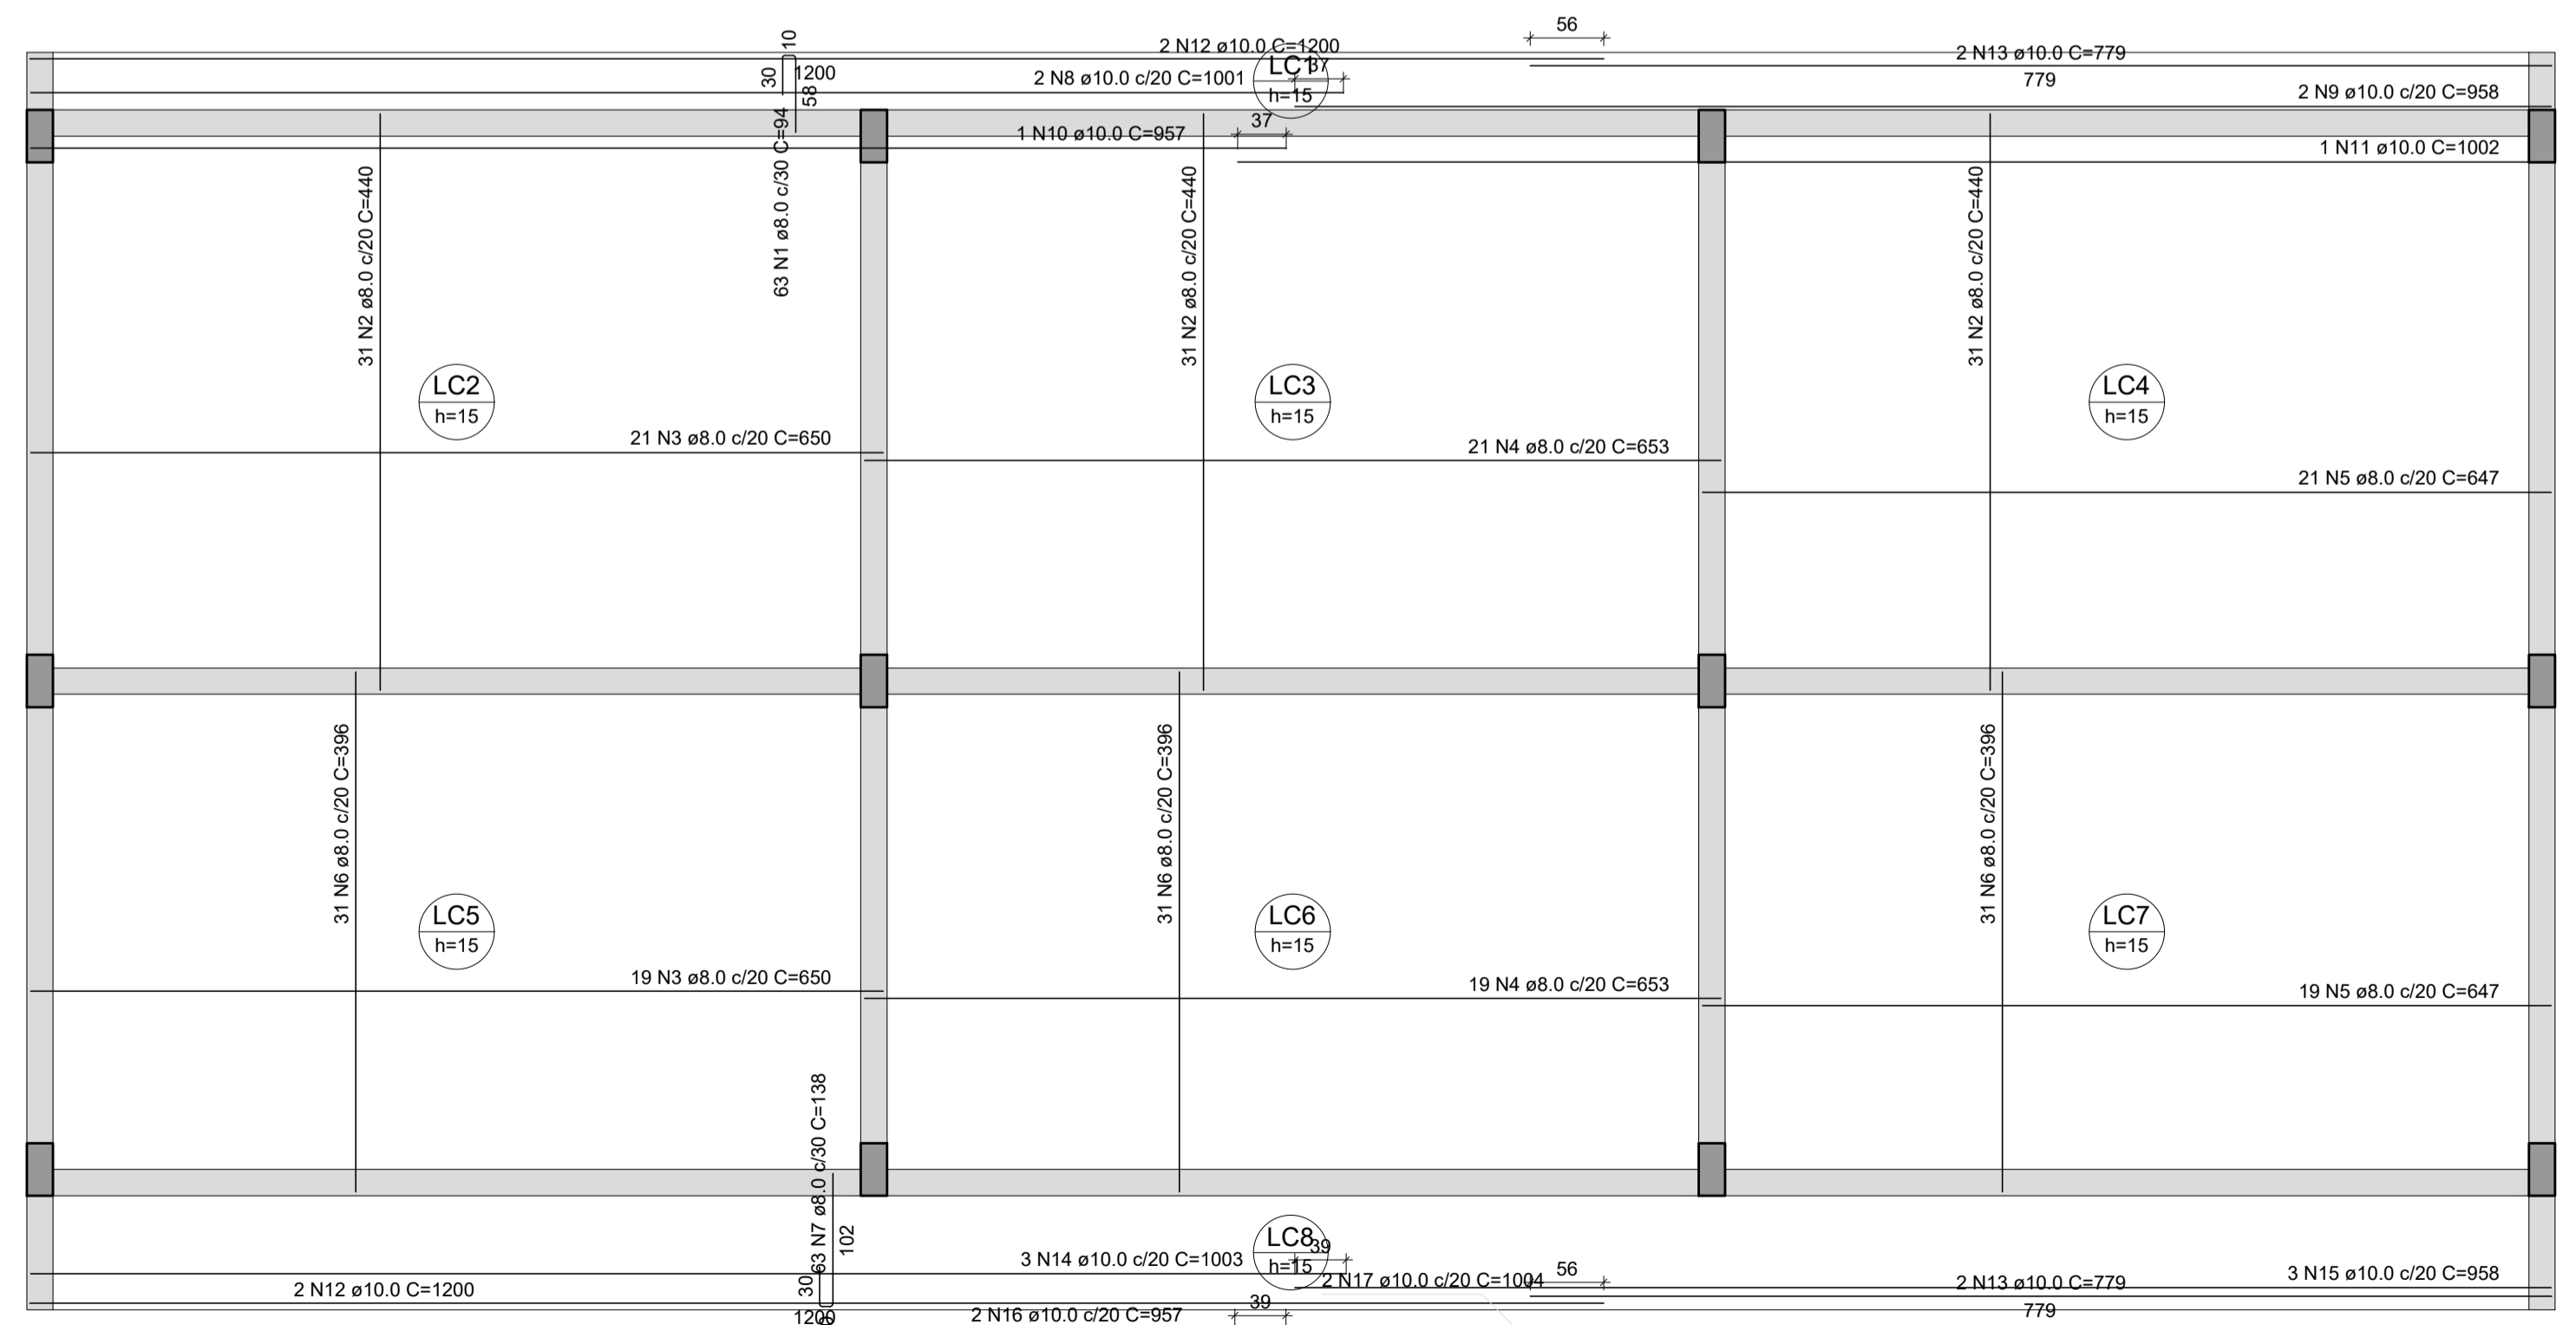 56
10
2 N12 ø10.0 C=1200
2 N13 ø10.0 C=779
LC1
37
h=15
30
1200
58
2 N8 ø10.0 c/20 C=1001
779
2 N9 ø10.0 c/20 C=958
37
1 N10 ø10.0 C=957
1 N11 ø10.0 C=1002
63 N1 ø8.0 c/30 C=94
31 N2 ø8.0 c/20 C=440
31 N2 ø8.0 c/20 C=440
31 N2 ø8.0 c/20 C=440
LC2
h=15
LC3
h=15
LC4
h=15
21 N3 ø8.0 c/20 C=650
21 N4 ø8.0 c/20 C=653
21 N5 ø8.0 c/20 C=647
31 N6 ø8.0 c/20 C=396
31 N6 ø8.0 c/20 C=396
31 N6 ø8.0 c/20 C=396
LC5
h=15
LC6
h=15
LC7
h=15
19 N3 ø8.0 c/20 C=650
19 N4 ø8.0 c/20 C=653
19 N5 ø8.0 c/20 C=647
63 N7 ø8.0 c/30 C=138
102
LC8
h=15
39
3 N14 ø10.0 c/20 C=1003
30
2 N12 ø10.0 C=1200
2 N17 ø10.0 c/20 C=1004
56
2 N13 ø10.0 C=779
3 N15 ø10.0 c/20 C=958
1200
2 N16 ø10.0 c/20 C=957
39
779